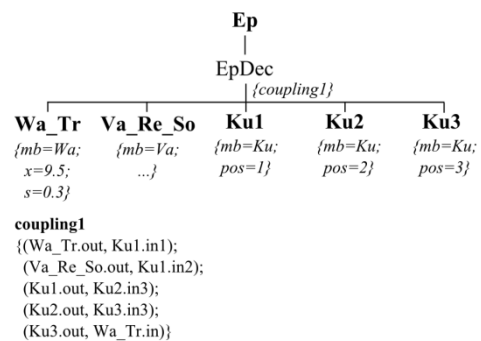 Ep
EpDec
{coupling1}
Wa_Tr Va_Re_So Ku1 Ku2 Ku3
{mb=Wa; {mb=Va; {mb=Ku; {mb=Ku; {mb=Ku;
x=9.5; ...} pos=1} pos=2} pos=3}
s=0.3}
coupling1
{(Wa_Tr.out, Ku1.in1);
(Va_Re_So.out, Ku1.in2);
(Ku1.out, Ku2.in3);
(Ku2.out, Ku3.in3);
(Ku3.out, Wa_Tr.in)}